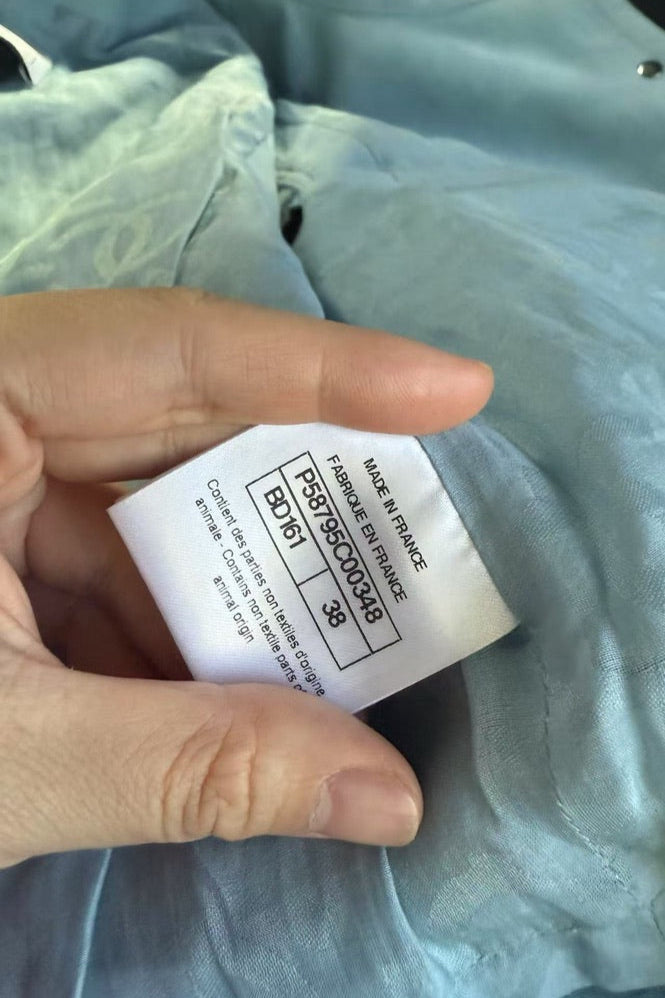 MADE IN FRANCE
FABRIQUE EN FRANCE
P58795C00348
BD161 38
Contient des parties non textiles d'origine
animale - Contains non textile parts
animal origin